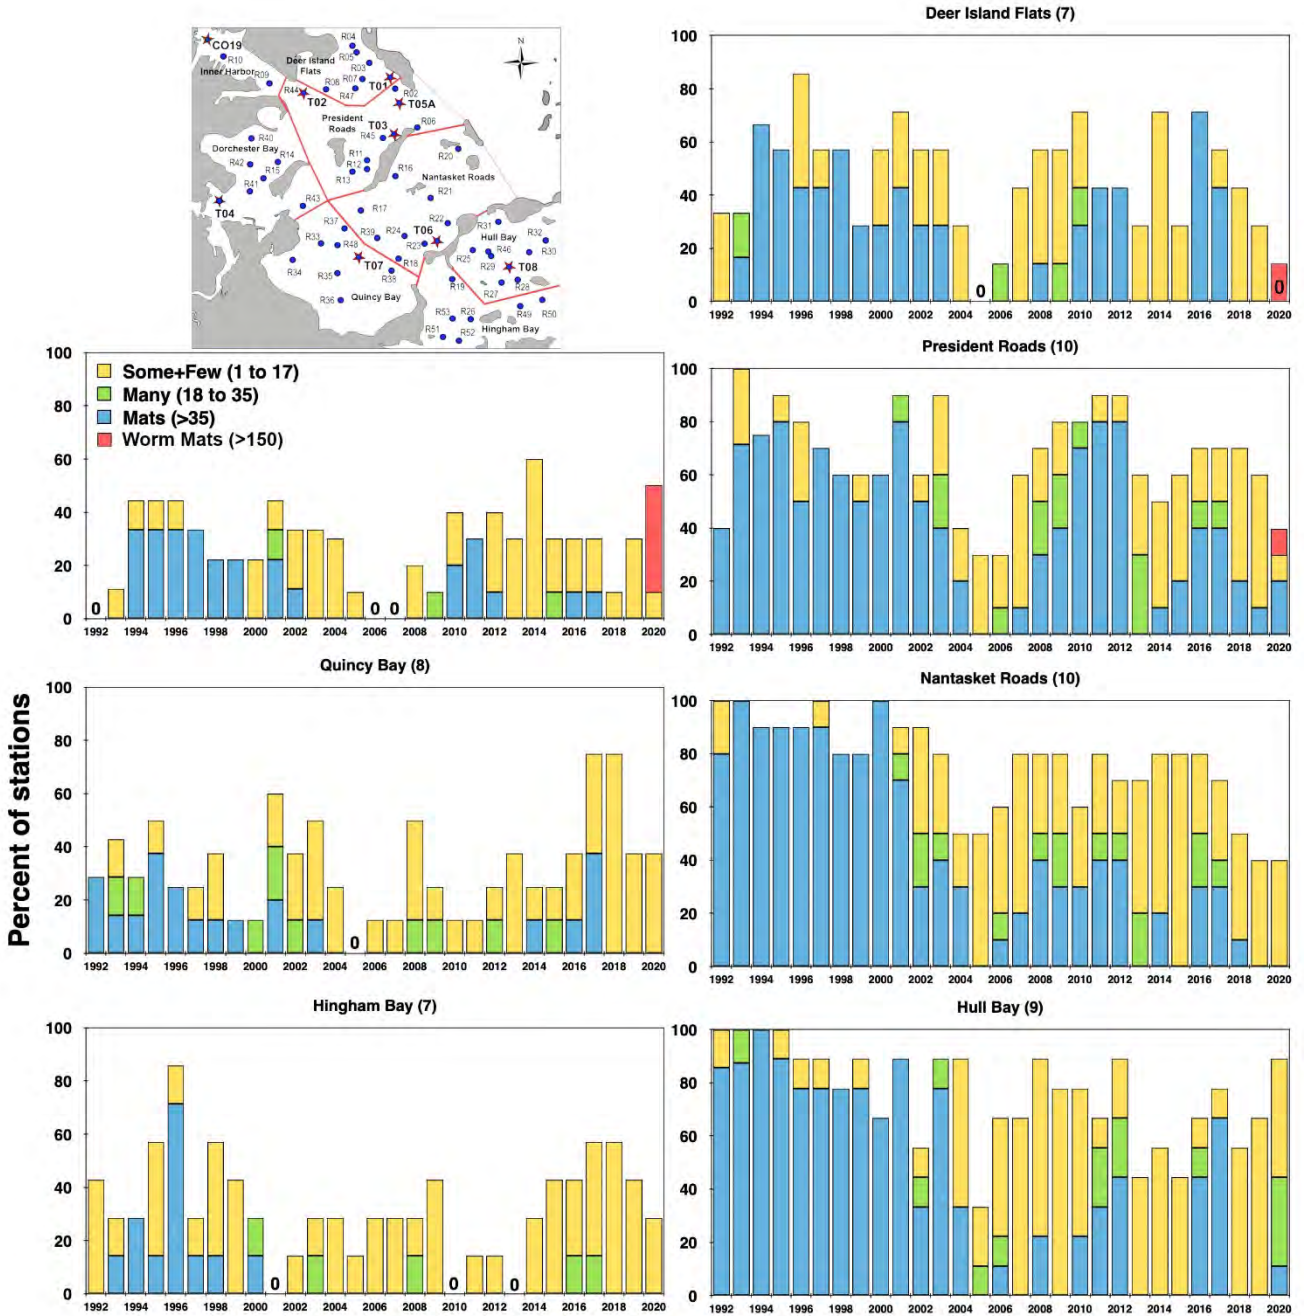 Deer Island Flats (7)
100
80
60
40
20
0
0
0
1992 1994 1996 1998 2000 2002 2004 2006 2008 2010 2012 2014 2016 2018 2020
N
CO19
R10
Inner Harbor
R09
R04
R05
Deer Island
Flats
R03
R07
T01
R08
R44
R47
R02
T02
T05A
President
Roads
T03
R06
R45
R40
Dorchester Bay
R42
R14
R15
R41
R11
R12
R13
R16
R20
Nantasket Roads
R21
T04
R43
R17
R37
R22
R31
T06
Hull Bay
R32
R33
R48
R39
R24
R23
R25
R46
R30
R29
R34
R35
T07
R18
R38
T08
R19
R27
R28
R36
Quincy Bay
R49
R50
R53
R26
Hingham Bay
R51
R52
100
80
60
40
20
0
Some+Few (1 to 17)
Many (18 to 35)
Mats (>35)
Worm Mats (>150)
0
0
0
1992 1994 1996 1998 2000 2002 2004 2006 2008 2010 2012 2014 2016 2018 2020
President Roads (10)
100
80
60
40
20
0
1992 1994 1996 1998 2000 2002 2004 2006 2008 2010 2012 2014 2016 2018 2020
Percent of stations
Quincy Bay (8)
100
80
60
40
20
0
0
1992 1994 1996 1998 2000 2002 2004 2006 2008 2010 2012 2014 2016 2018 2020
Nantasket Roads (10)
100
80
60
40
20
0
1992 1994 1996 1998 2000 2002 2004 2006 2008 2010 2012 2014 2016 2018 2020
Hingham Bay (7)
100
80
60
40
20
0
0
0
0
1992 1994 1996 1998 2000 2002 2004 2006 2008 2010 2012 2014 2016 2018 2020
Hull Bay (9)
100
80
60
40
20
0
1992 1994 1996 1998 2000 2002 2004 2006 2008 2010 2012 2014 2016 2018 2020